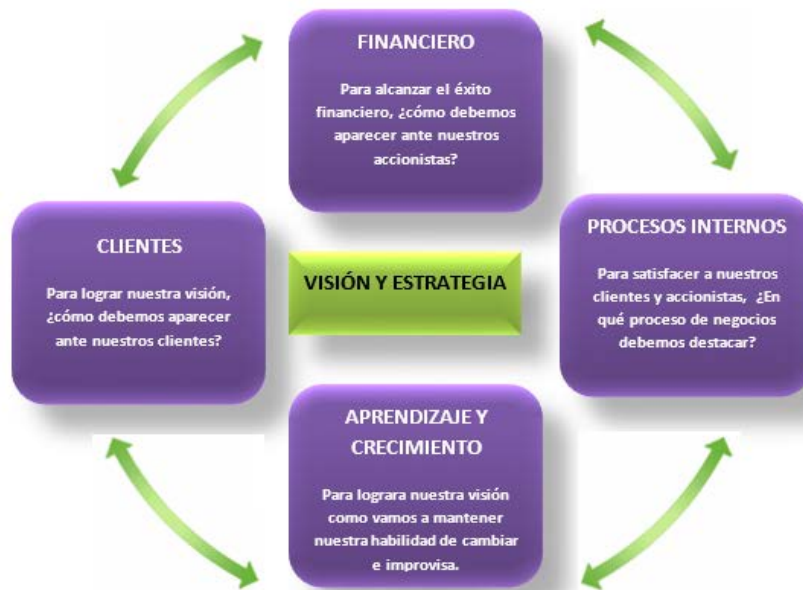 FINANCIERO
Para alcanzar el éxito
financiero, ¿cómo debemos
aparecer ante nuestros
accionistas?
CLIENTES
Para lograr nuestra visión,
¿cómo debemos aparecer
ante nuestros clientes?
VISIÓN Y ESTRATEGIA
PROCESOS INTERNOS
Para satisfacer a nuestros
clientes y accionistas, ¿En
qué proceso de negocios
debemos destacar?
APRENDIZAJE Y
CRECIMIENTO
Para lograra nuestra visión
como vamos a mantener
nuestra habilidad de cambiar
e improvisa.